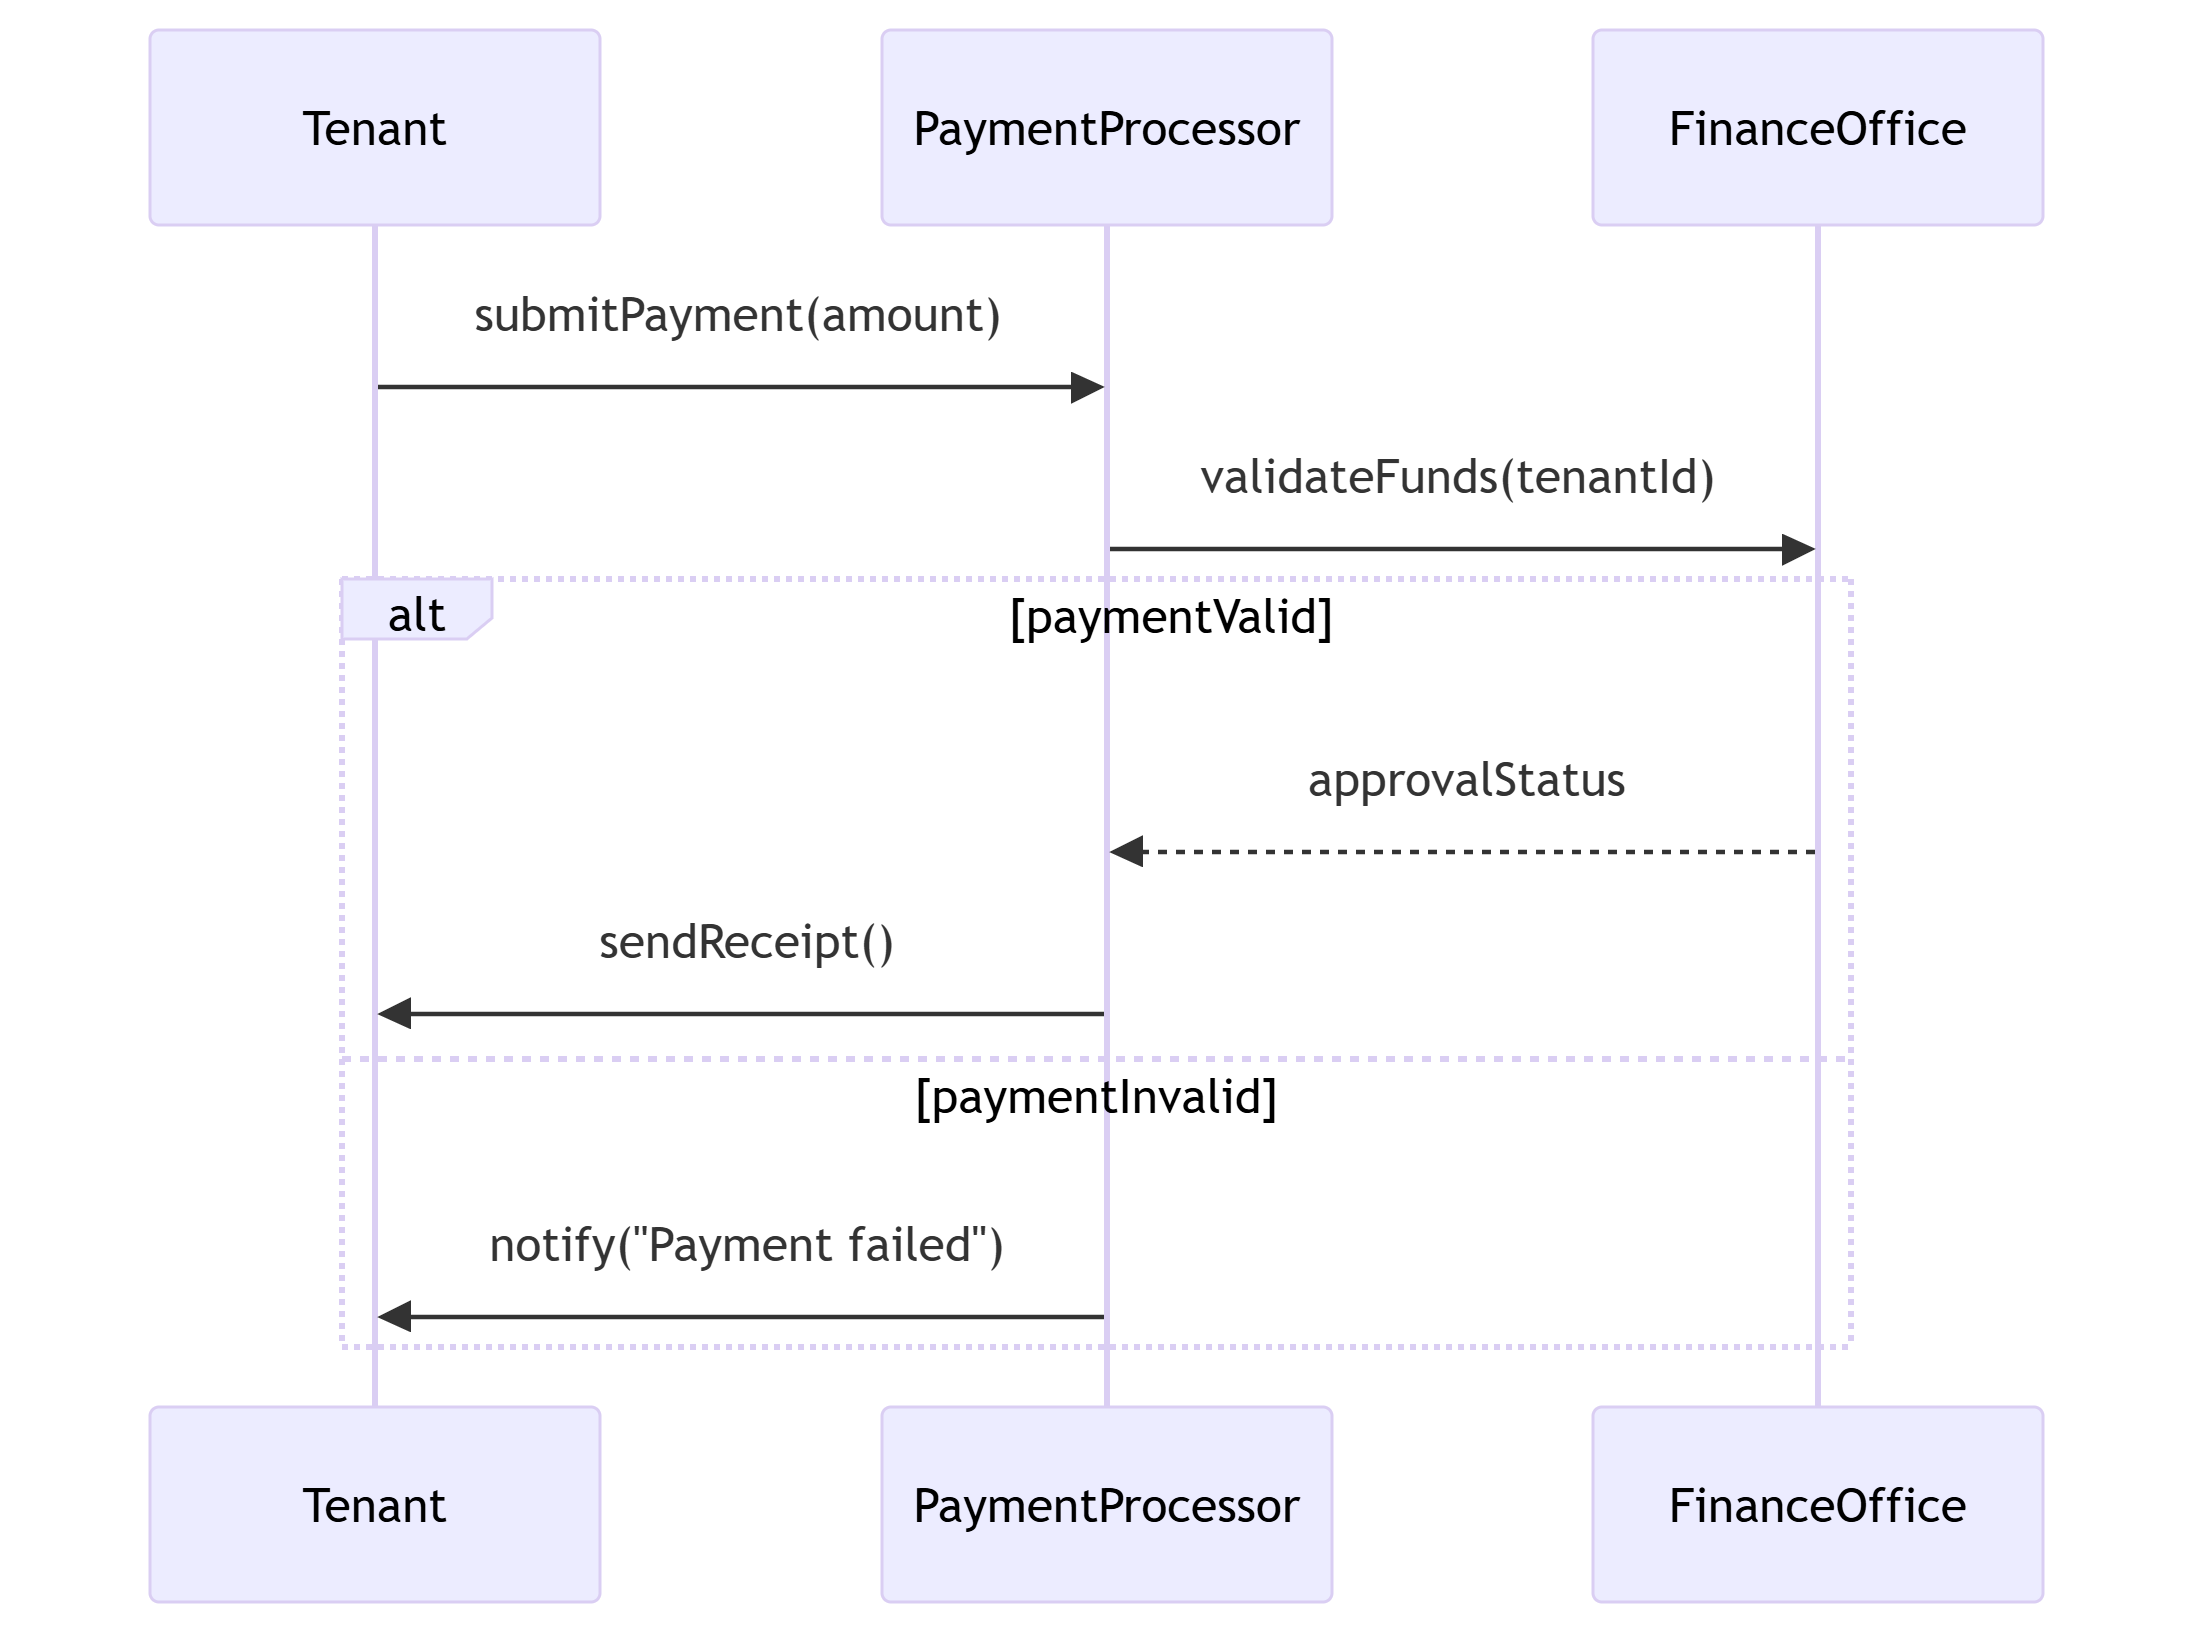 Tenant
PaymentProcessor
FinanceOffice
submitPayment(amount)
validateFunds(tenantId)
alt
[paymentValid]
approvalStatus
sendReceipt()
[paymentInvalid]
notify("Payment failed")
Tenant
PaymentProcessor
FinanceOffice